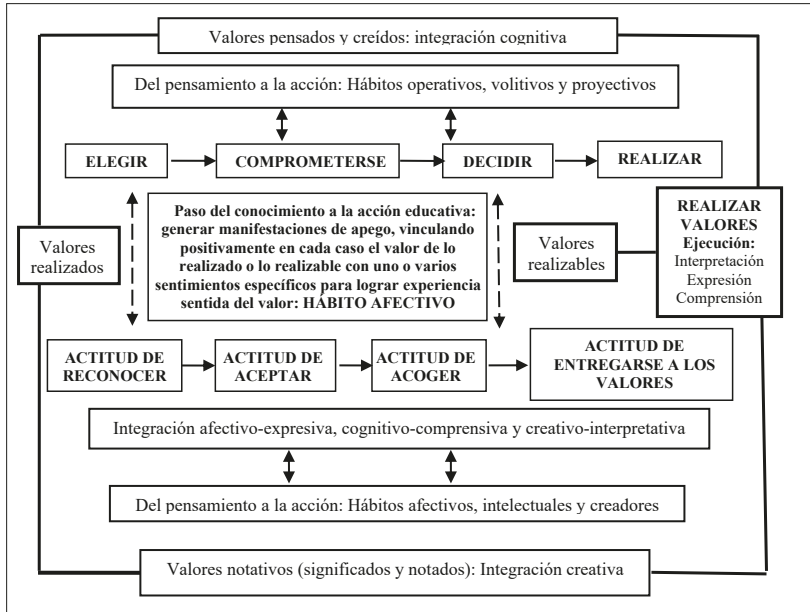 Valores pensados y creídos: integración cognitiva
Del pensamiento a la acción: Hábitos operativos, volitivos y proyectivos
ELEGIR
COMPROMETERSE
DECIDIR
REALIZAR
Valores
realizados
Paso del conocimiento a la acción educativa:
generar manifestaciones de apego, vinculando
positivamente en cada caso el valor de lo
realizado o lo realizable con uno o varios
sentimientos específicos para lograr experiencia
sentida del valor: HÁBITO AFECTIVO
Valores
realizables
REALIZAR
VALORES
Ejecución:
Interpretación
Expresión
Comprensión
ACTITUD DE
RECONOCER
ACTITUD DE
ACEPTAR
ACTITUD DE
ACOGER
ACTITUD DE
ENTREGARSE A LOS
VALORES
Integración afectivo-expresiva, cognitivo-comprensiva y creativo-interpretativa
Del pensamiento a la acción: Hábitos afectivos, intelectuales y creadores
Valores notativos (significados y notados): Integración creativa